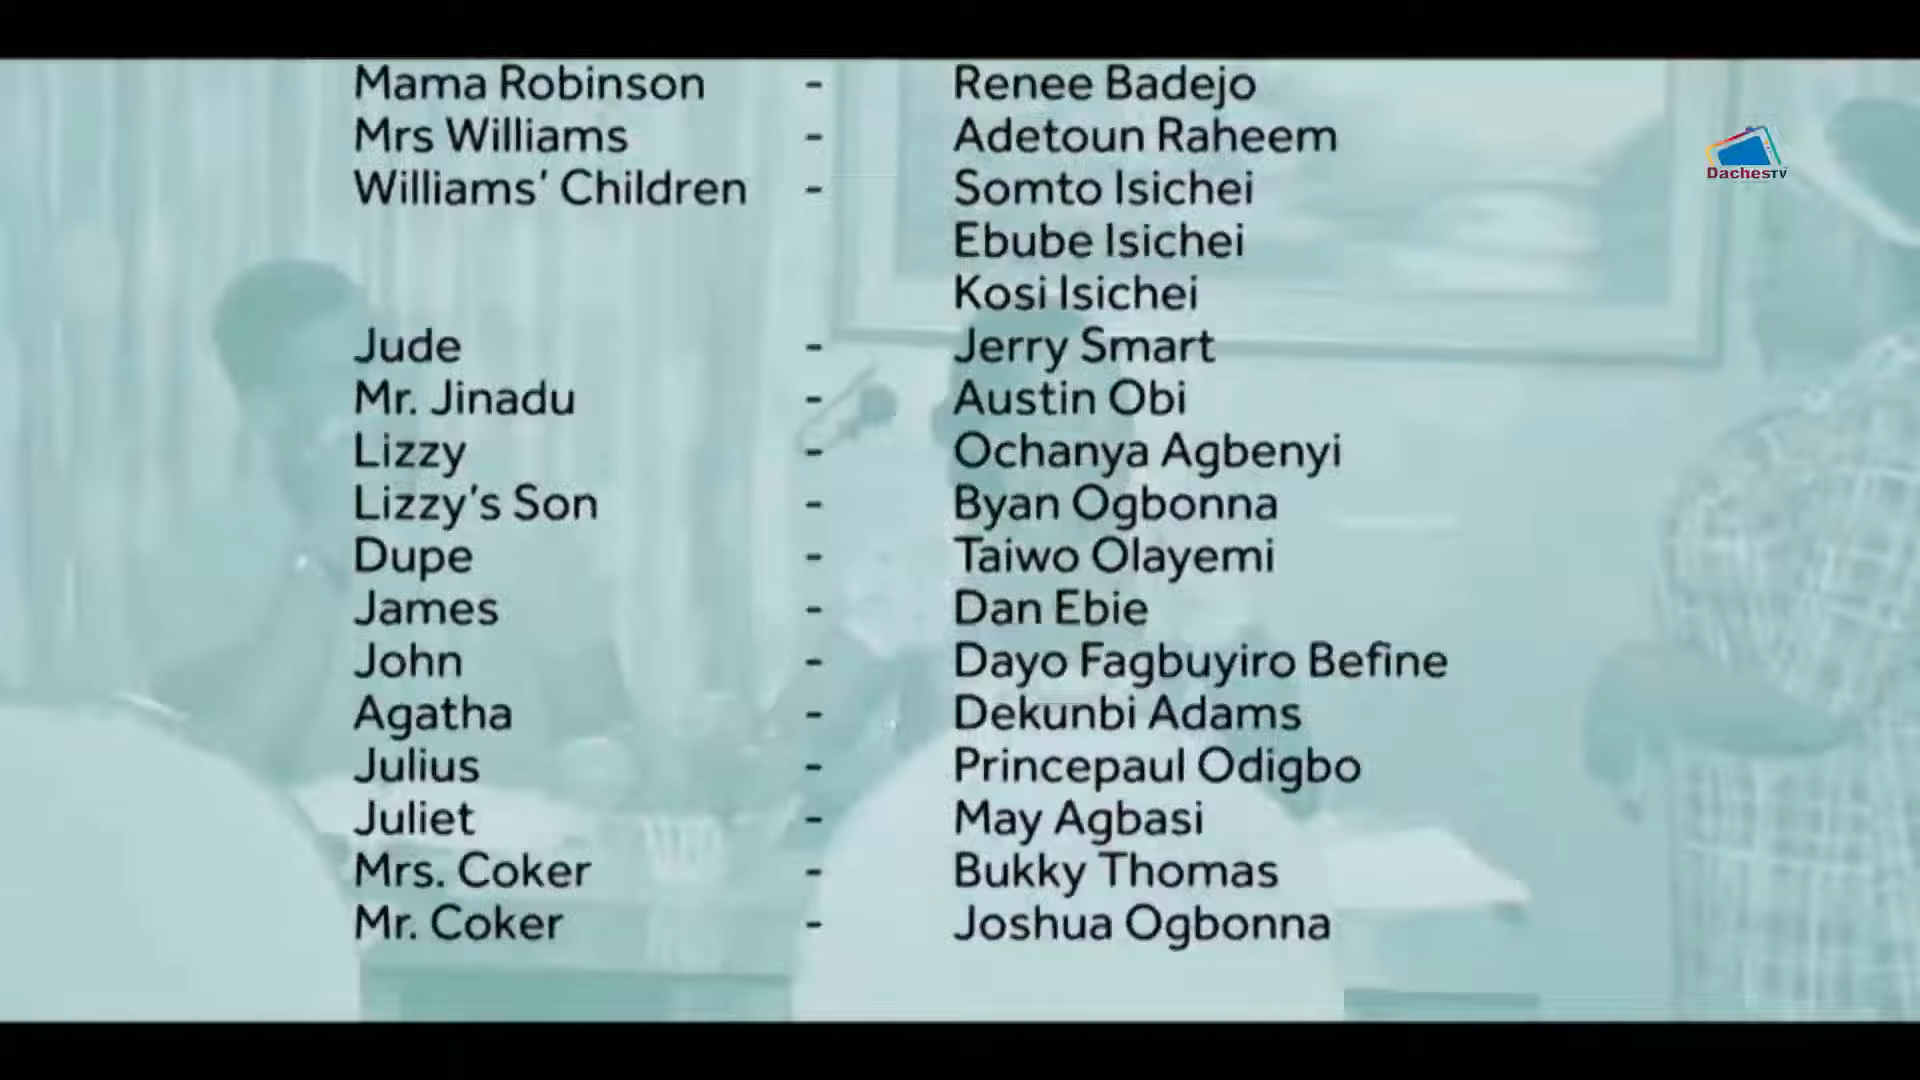 Mama Robinson - Renee Badejo
Mrs Williams - Adetoun Raheem
Williams’ Children - Somto Isichei
Ebube Isichei
Kosi Isichei
Jude - Jerry Smart
Mr. Jinadu - Austin Obi
Lizzy - Ochanya Agbenyi
Lizzy’s Son - Byan Ogbonna
Dupe - Taiwo Olayemi
James - Dan Ebie
John - Dayo Fagbuyiro Befine
Agatha - Dekunbi Adams
Julius - Princepaul Odigbo
Juliet - May Agbasi
Mrs. Coker - Bukky Thomas
Mr. Coker - Joshua Ogbonna
DachesTV